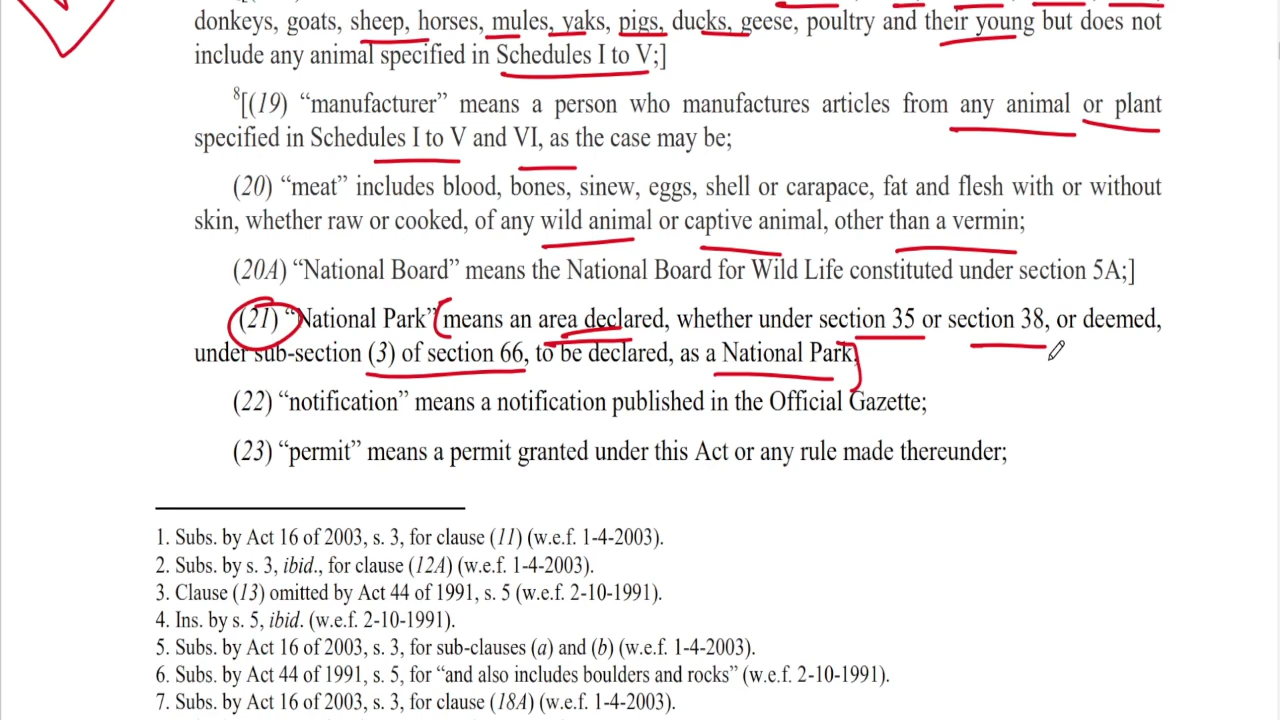 donkeys, goats, sheep, horses, mules, yaks, pigs, ducks, geese, poultry and their young but does not
include any animal specified in Schedules I to V;]
8[(19) “manufacturer” means a person who manufactures articles from any animal or plant
specified in Schedules I to V and VI, as the case may be;
(20) “meat” includes blood, bones, sinew, eggs, shell or carapace, fat and flesh with or without
skin, whether raw or cooked, of any wild animal or captive animal, other than a vermin;
(20A) “National Board” means the National Board for Wild Life constituted under section 5A;]
(21) “National Park” means an area declared, whether under section 35 or section 38, or deemed,
under sub-section (3) of section 66, to be declared, as a National Park;
(22) “notification” means a notification published in the Official Gazette;
(23) “permit” means a permit granted under this Act or any rule made thereunder;
1. Subs. by Act 16 of 2003, s. 3, for clause (11) (w.e.f. 1-4-2003).
2. Subs. by s. 3, ibid., for clause (12A) (w.e.f. 1-4-2003).
3. Clause (13) omitted by Act 44 of 1991, s. 5 (w.e.f. 2-10-1991).
4. Ins. by s. 5, ibid. (w.e.f. 2-10-1991).
5. Subs. by Act 16 of 2003, s. 3, for sub-clauses (a) and (b) (w.e.f. 1-4-2003).
6. Subs. by Act 44 of 1991, s. 5, for “and also includes boulders and rocks” (w.e.f. 2-10-1991).
7. Subs. by Act 16 of 2003, s. 3, for clause (18A) (w.e.f. 1-4-2003).